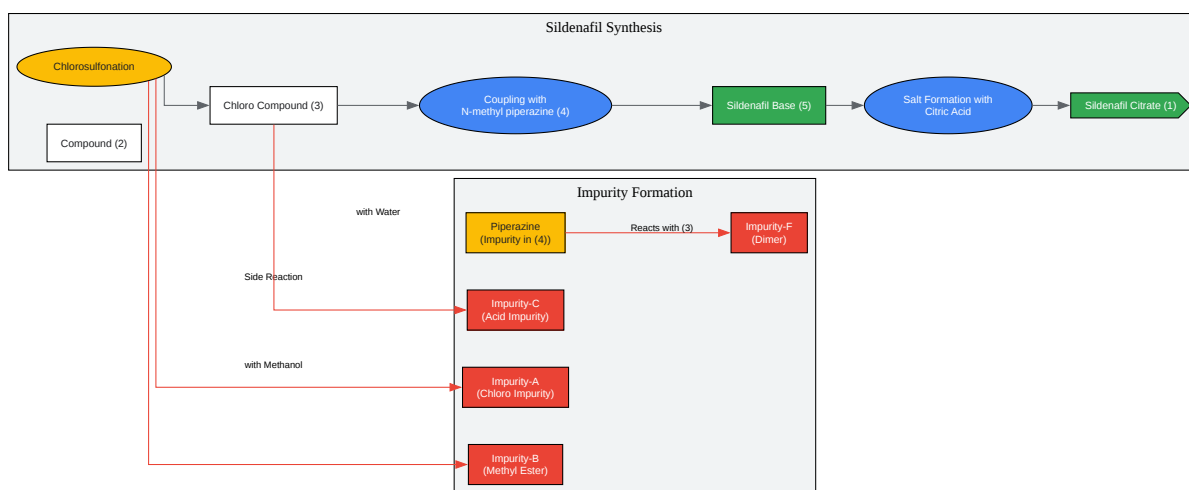 Sildenafil Synthesis
Chlorosulfonation
Chloro Compound (3)
Coupling with
N-methyl piperazine (4)
Sildenafil Base (5)
Salt Formation with
Citric Acid
Sildenafil Citrate (1)
Compound (2)
Impurity Formation
with Water
Piperazine
(Impurity in (4))
Reacts with (3)
Impurity-F
(Dimer)
Side Reaction
Impurity-C
(Acid Impurity)
with Methanol
Impurity-A
(Chloro Impurity)
Impurity-B
(Methyl Ester)